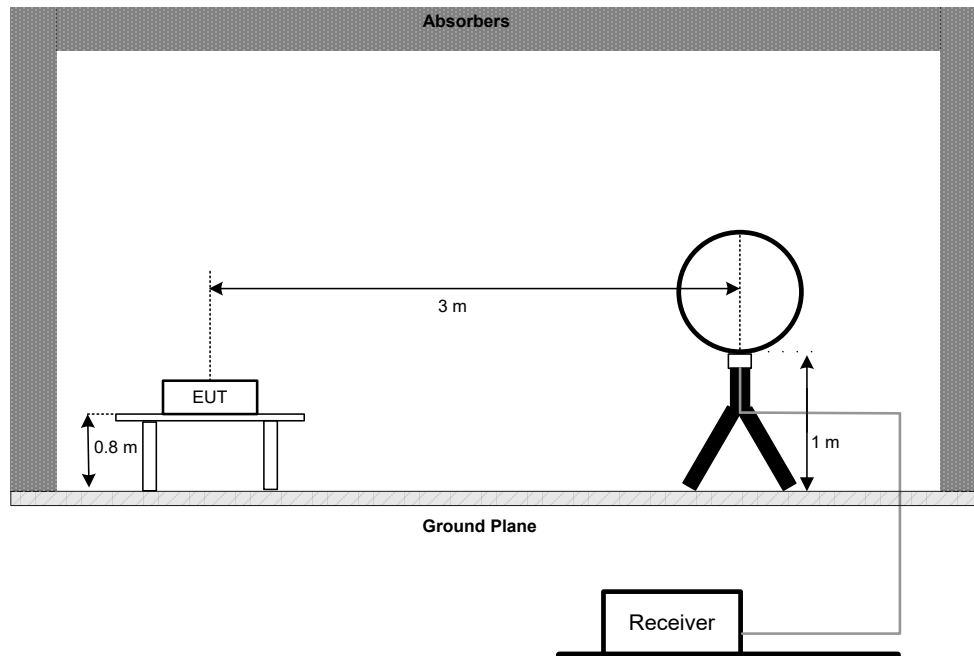 Absorbers
3 m
EUT
0.8 m
1 m
Ground Plane
Receiver